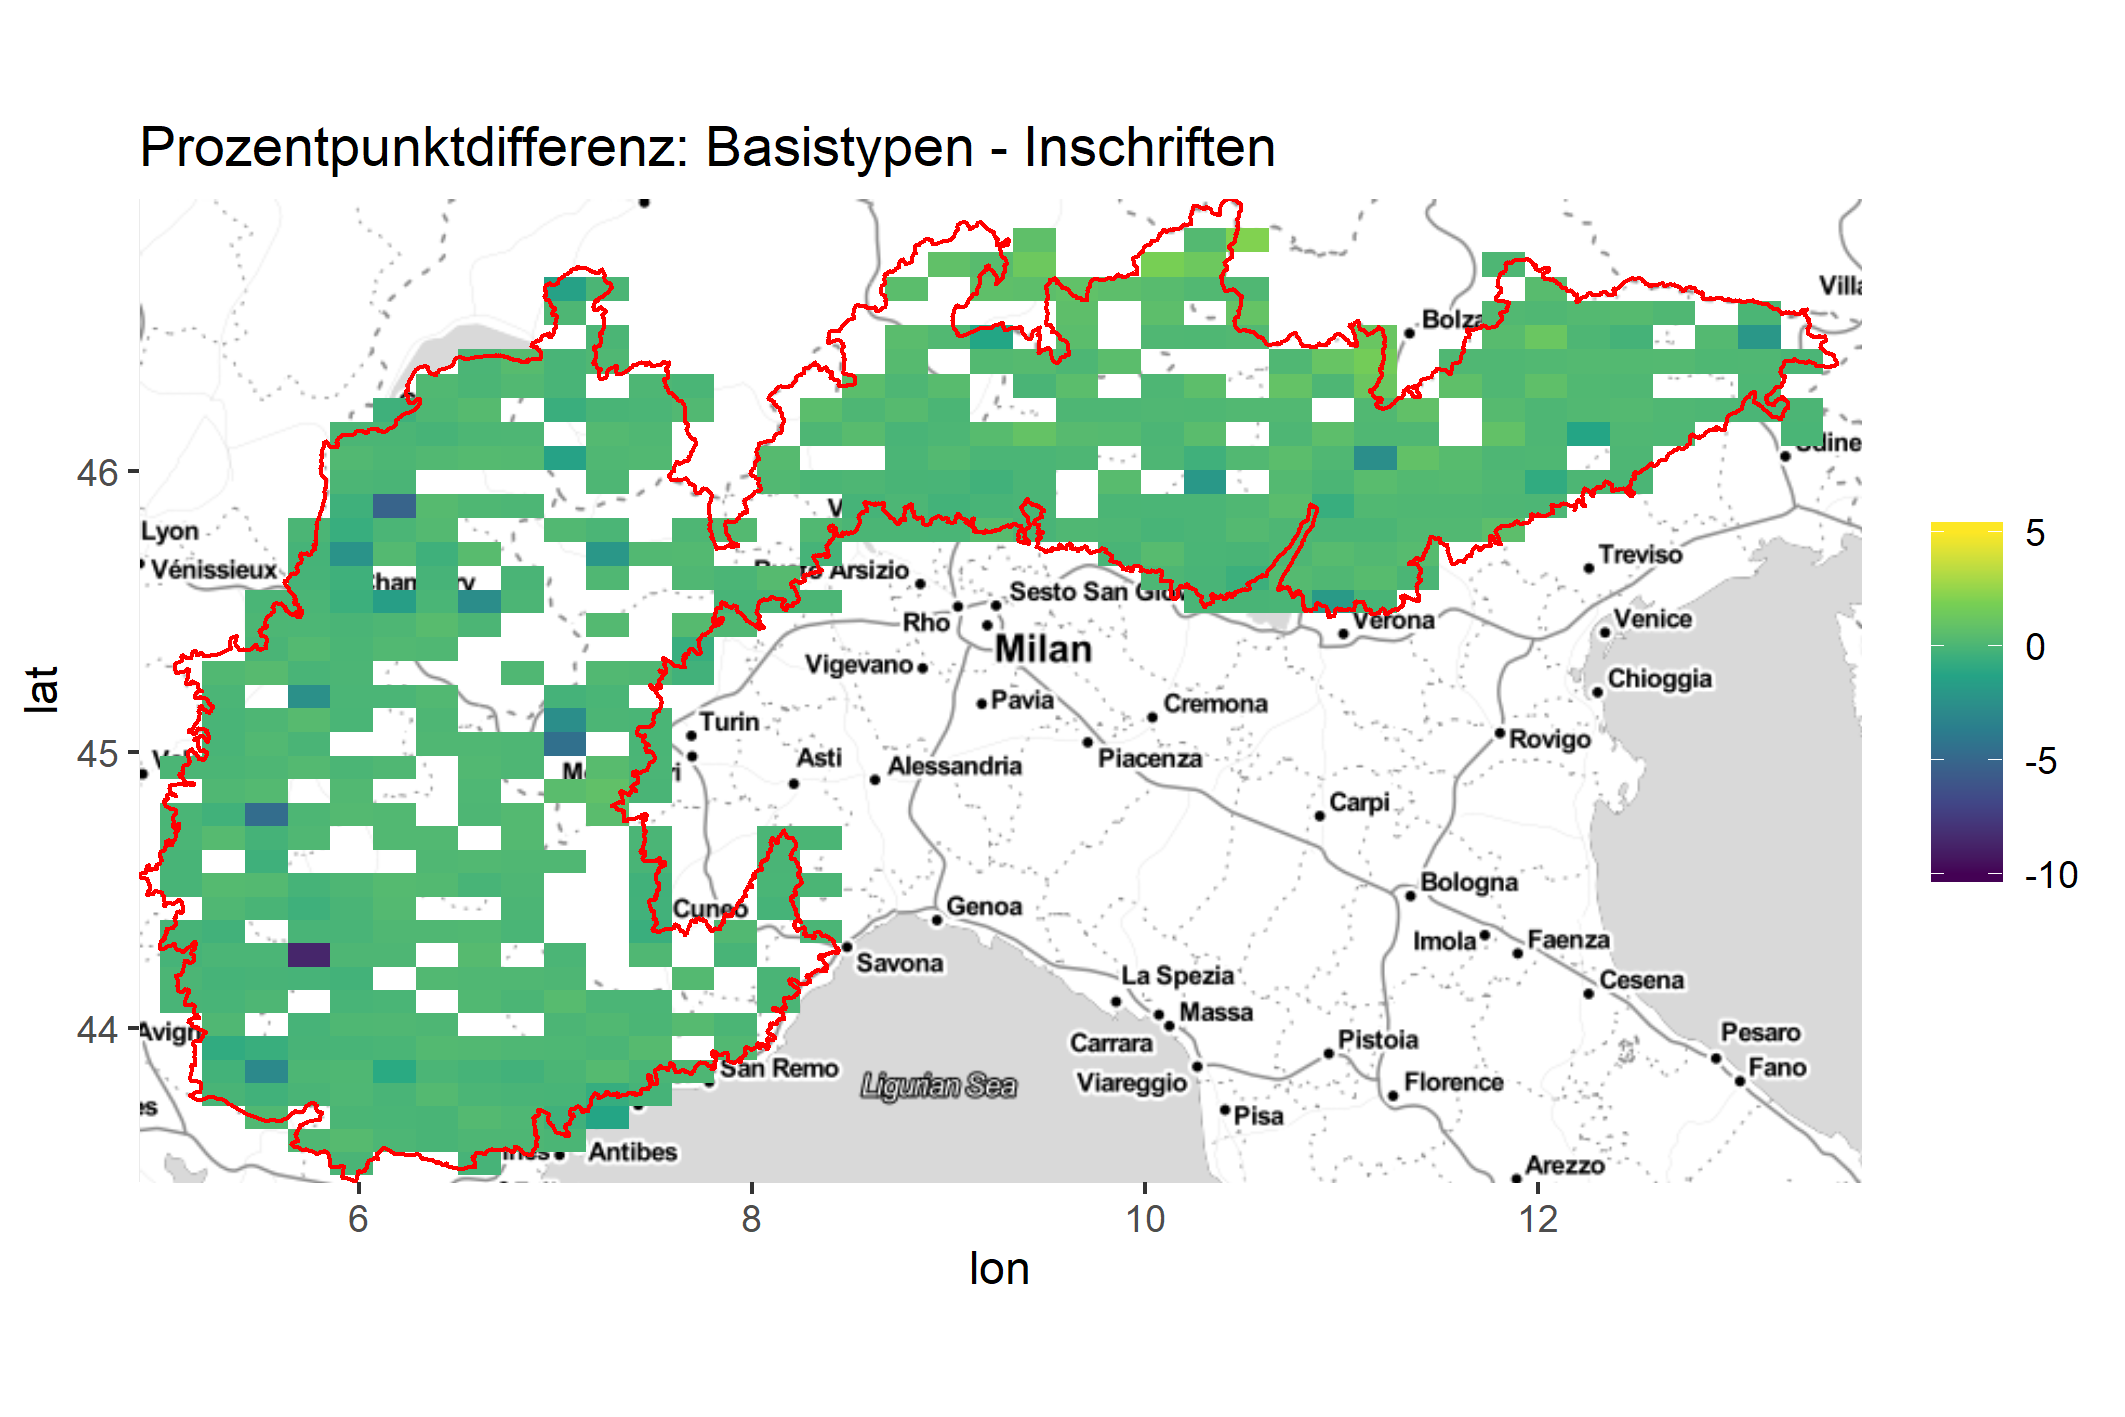 Prozentpunktdifferenz: Basistypen - Inschriften
Villa
Bolza
46
Udine
Lyon
Vénissieux
Treviso
5
Busto Arsizio
Sesto San Giov
Rho
Verona
Venice
0
Milan
Vigevano
Chioggia
lat
Pavia
Cremona
Turin
Rovigo
45
Asti
Alessandria
Piacenza
-5
Carpi
Bologna
-10
Cuneo
Genoa
Imola
Faenza
Savona
La Spezia
Cesena
44
Avign
Massa
Carrara
Pistoia
Pesaro
San Remo
Ligurian Sea
Viareggio
Florence
Fano
es
Pisa
Antibes
Arezzo
6
8
10
12
lon